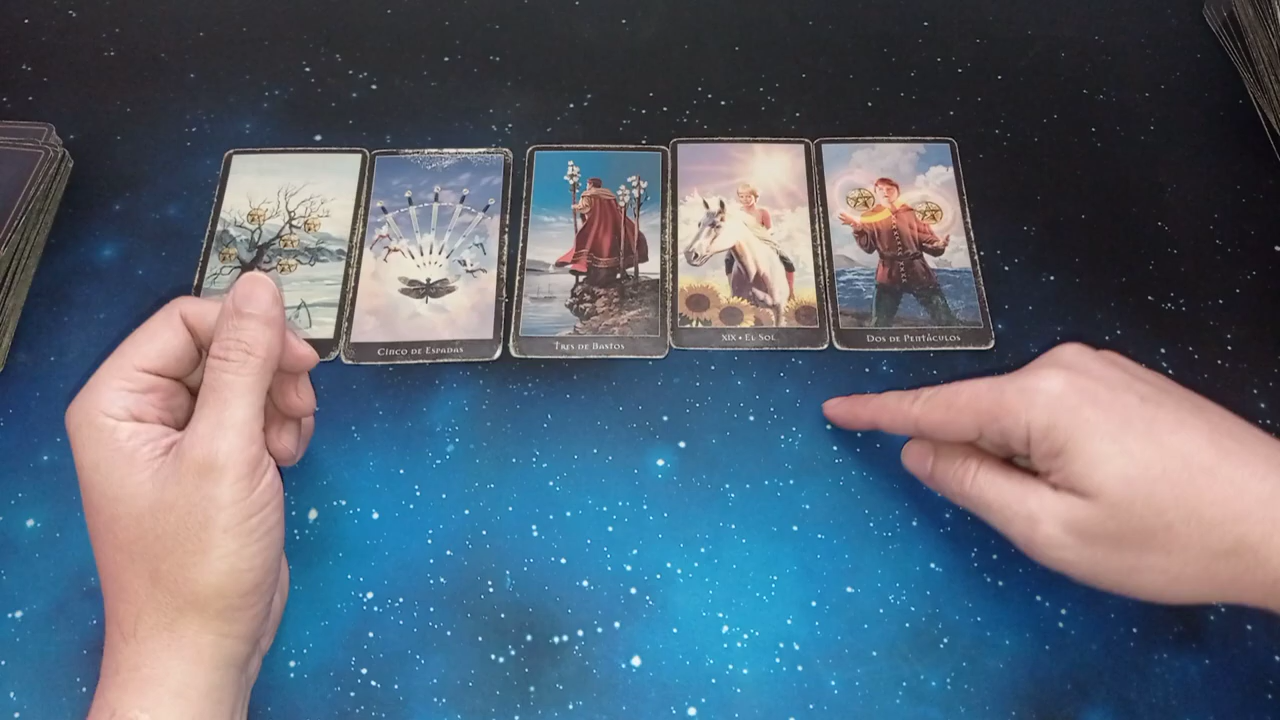 Cinco de Espadas
Tres de Bastos
XIX • El Sol
Dos de Pentáculos